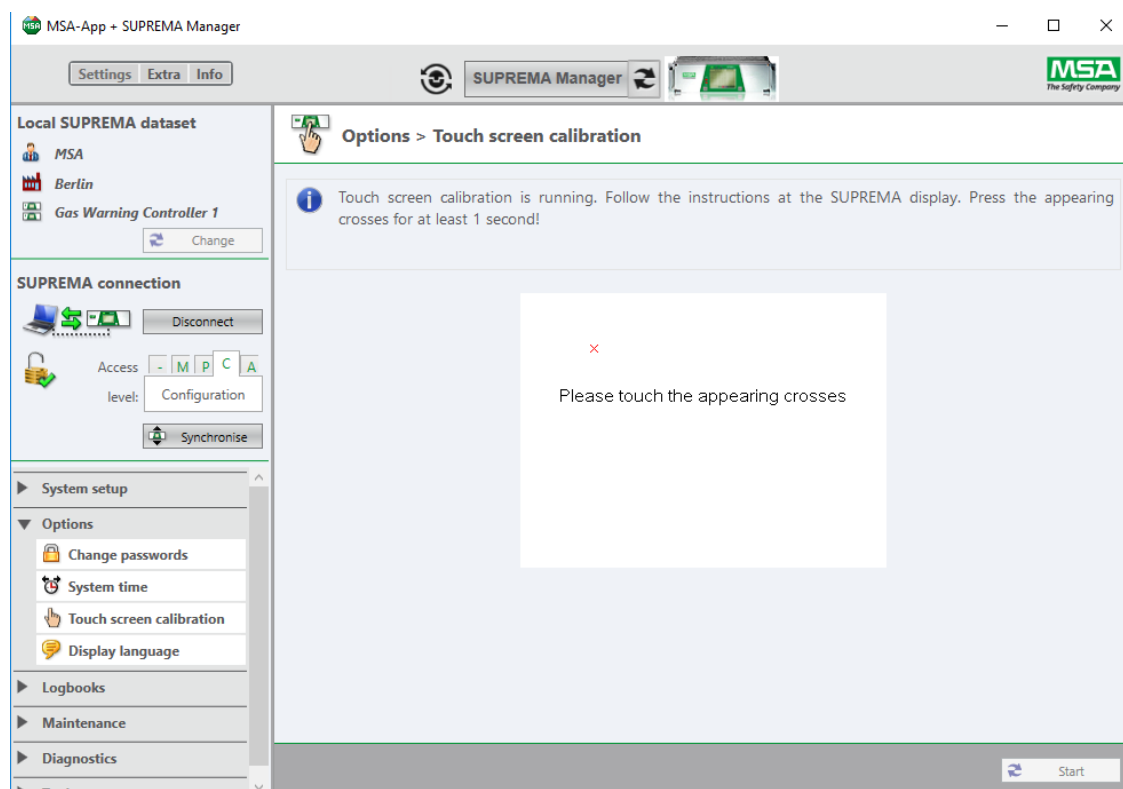 MSA-App + SUPREMA Manager
Settings Extra Info
SUPREMA Manager
MSA
The Safety Company
Local SUPREMA dataset
MSA
Berlin
Gas Warning Controller 1
Change
SUPREMA connection
Disconnect
Access - M P C A
level: Configuration
Synchronise
System setup
Options
Change passwords
System time
Touch screen calibration
Display language
Logbooks
Maintenance
Diagnostics
Options > Touch screen calibration
Touch screen calibration is running. Follow the instructions at the SUPREMA display. Press the appearing
crosses for at least 1 second!
Please touch the appearing crosses
Start